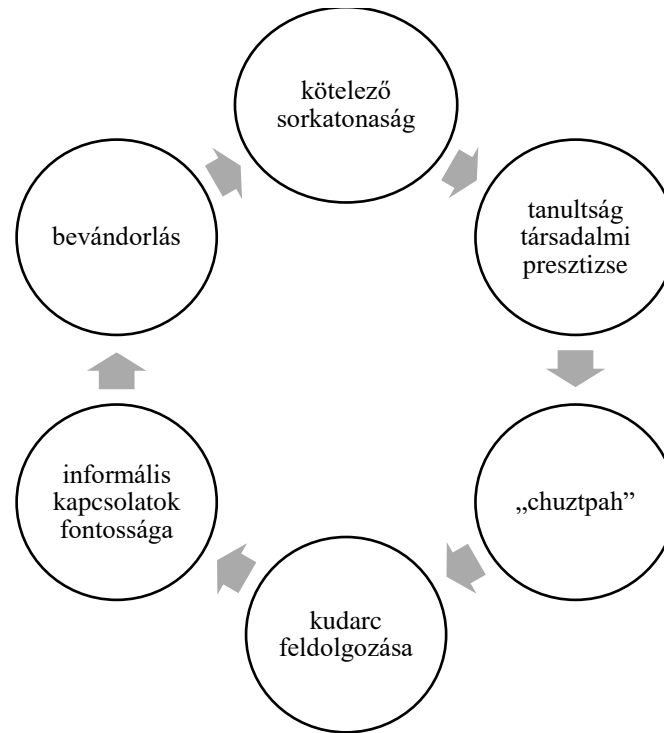 kötelező
sorkatonaság
tanultság
társadalmi
presztizse
„chuztpah”
kudarc
feldolgozása
informális
kapcsolatok
fontossága
bevándorlás